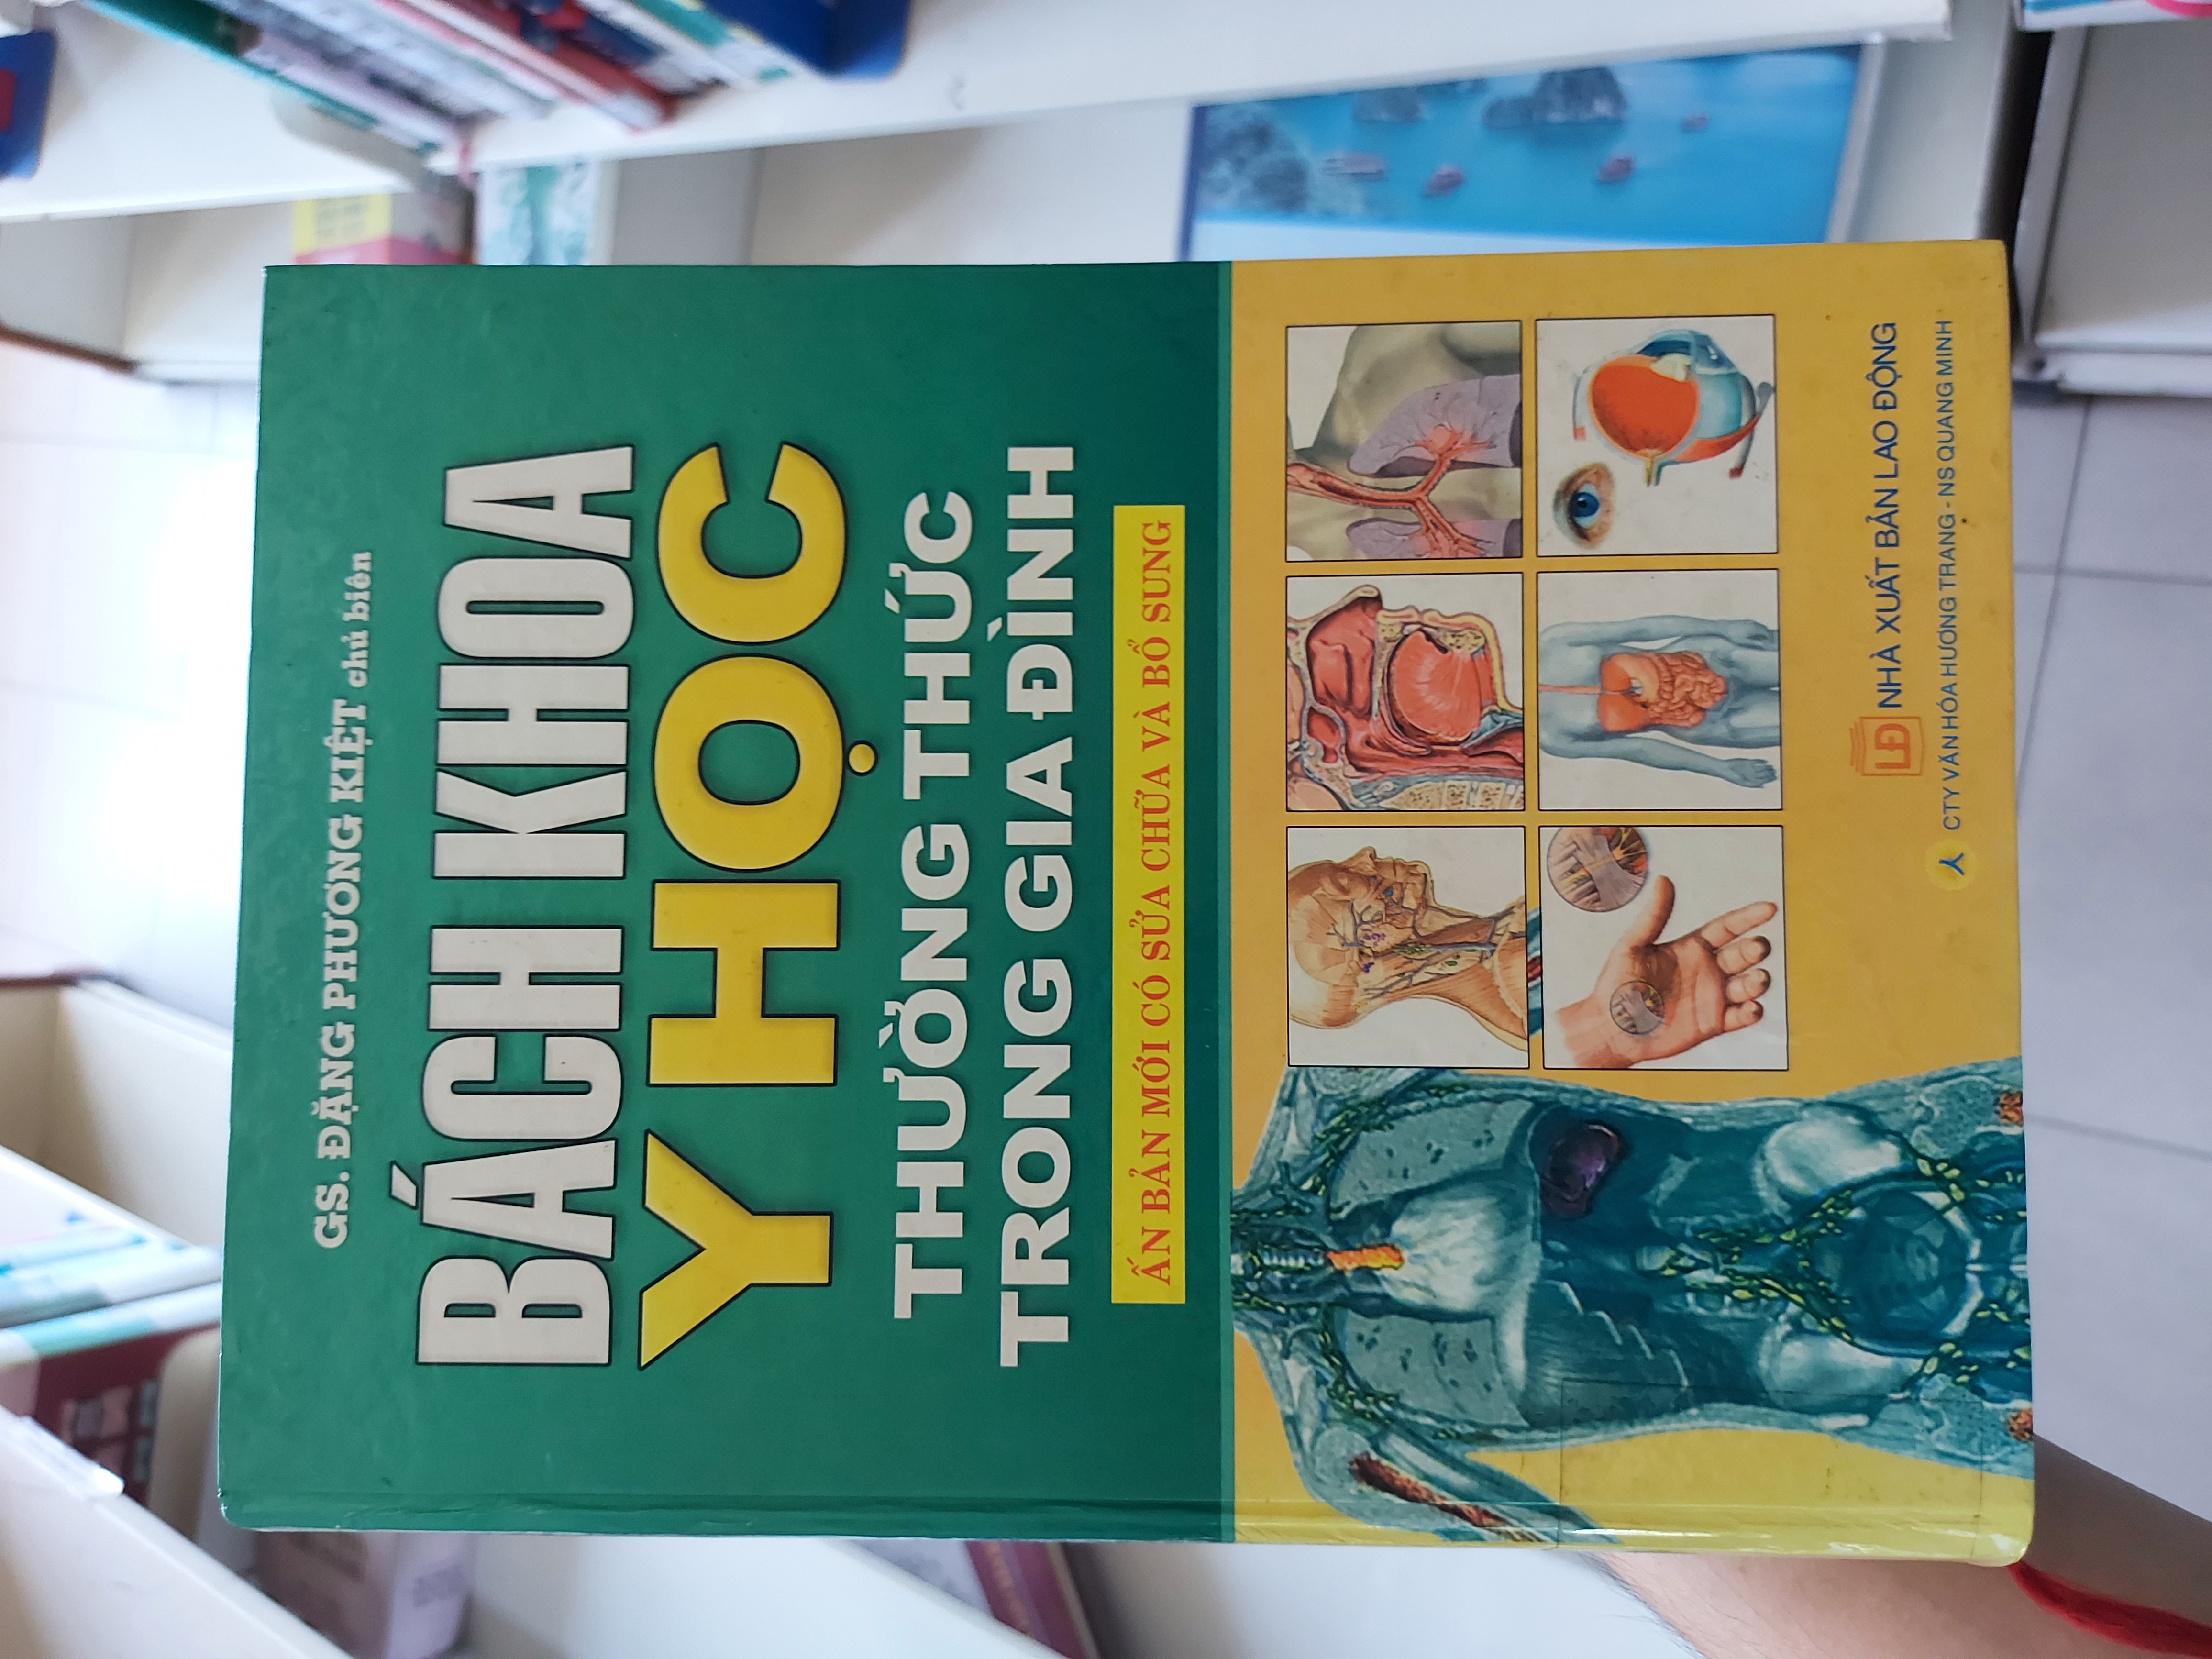 GS. ĐẶNG PHƯƠNG KIỆT chủ biên
BÁCH KHOA
Y HỌC
THƯỜNG THỨC
TRONG GIA ĐÌNH
ẤN BẢN MỚI CÓ SỬA CHỮA VÀ BỔ SUNG
LĐ NHÀ XUẤT BẢN LAO ĐỘNG
CTY VĂN HÓA HƯƠNG TRANG - NS QUANG MINH